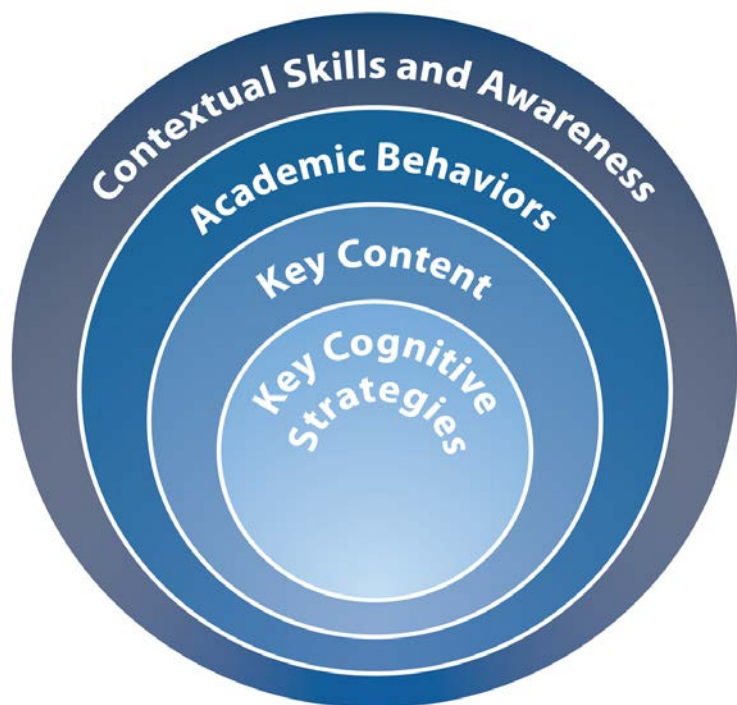 Contextual Skills and Awareness
Academic Behaviors
Key Content
Key Cognitive
Strategies